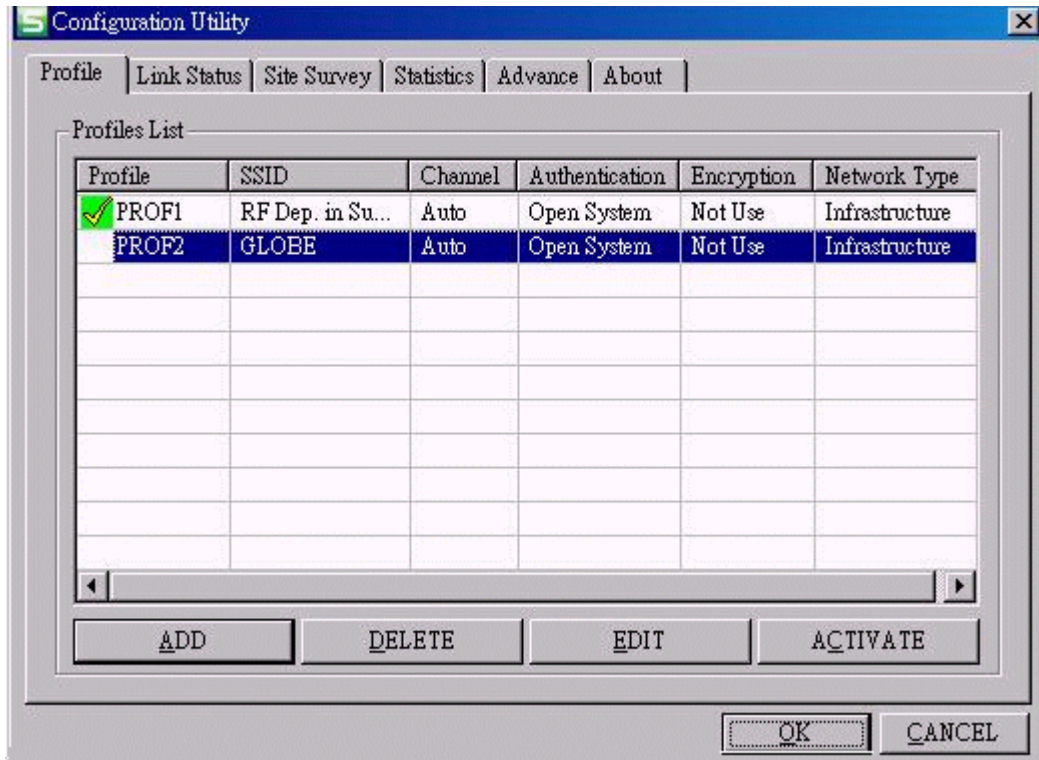 Configuration Utility
Profile Link Status Site Survey Statistics Advance About
Profiles List
Profile SSID Channel Authentication Encryption Network Type
PROF1 RF Dep. in Su... Auto Open System Not Use Infrastructure
PROF2 GLOBE Auto Open System Not Use Infrastructure
ADD DELETE EDIT ACTIVATE
OK CANCEL